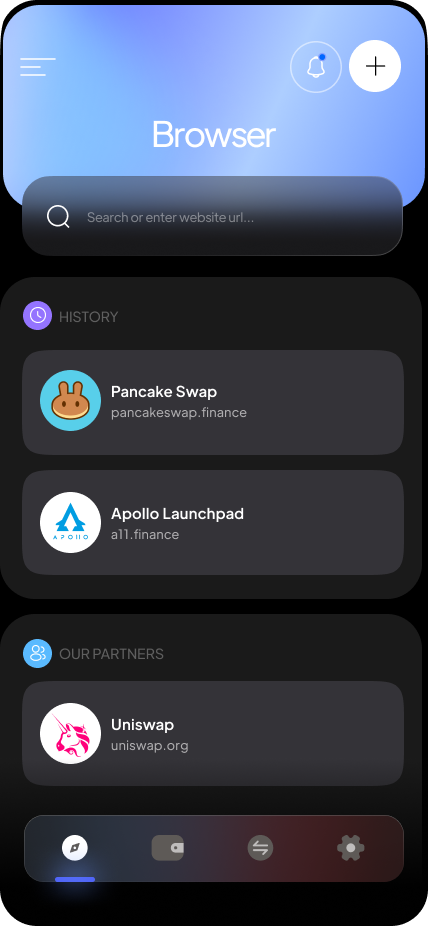 Browser
Search or enter website url...
HISTORY
Pancake Swap
pancakeswap.finance
Apollo Launchpad
a11.finance
APOllO
OUR PARTNERS
Uniswap
uniswap.org